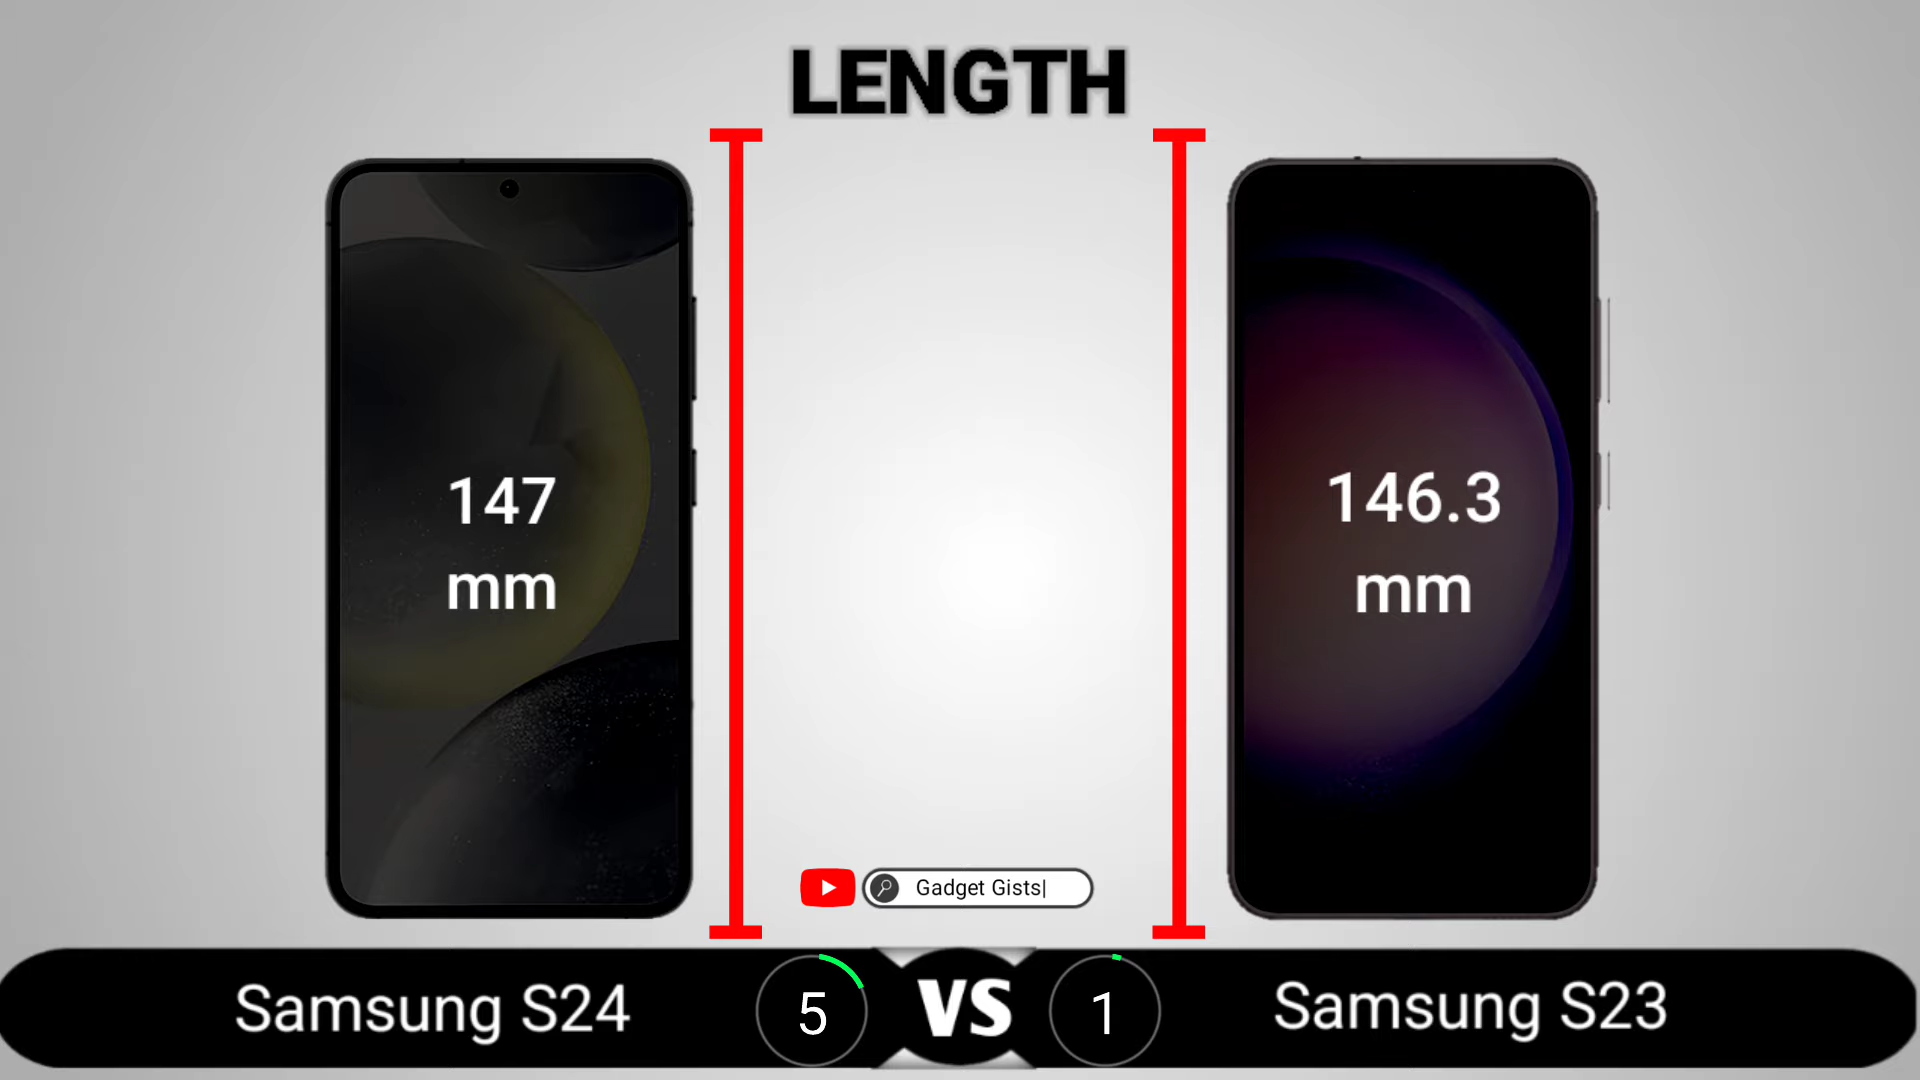 LENGTH
147
mm
146.3
mm
Gadget Gists|
Samsung S24
5
VS
1
Samsung S23